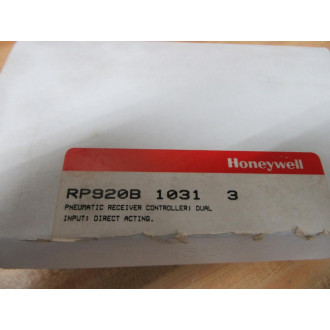 Honeywell
RP920B 1031 3
PNEUMATIC RECEIVER CONTROLLER; DUAL
INPUT; DIRECT ACTING.